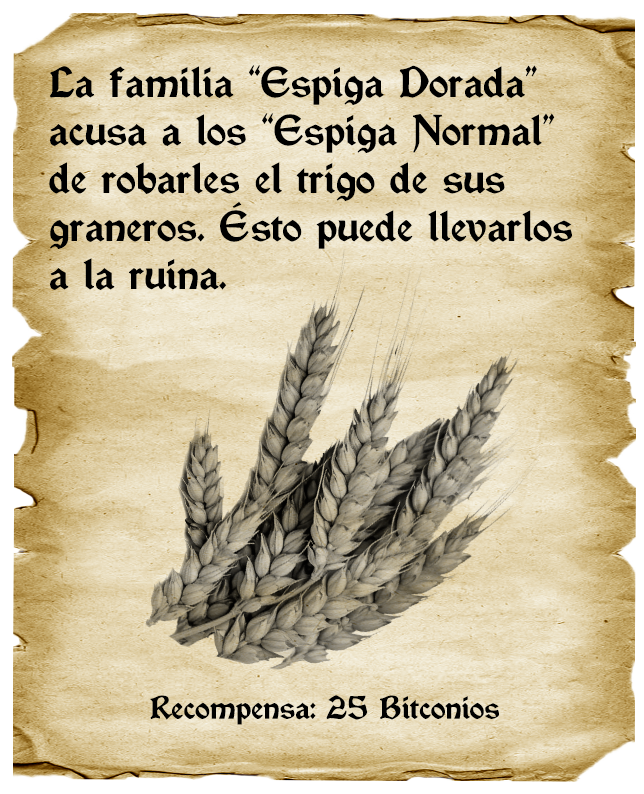 La familia “Espiga Dorada”
acusa a los “Espiga Normal”
de robarles el trigo de sus
graneros. Ésto puede llevarlos
a la ruina.
Recompensa: 25 Bitconios